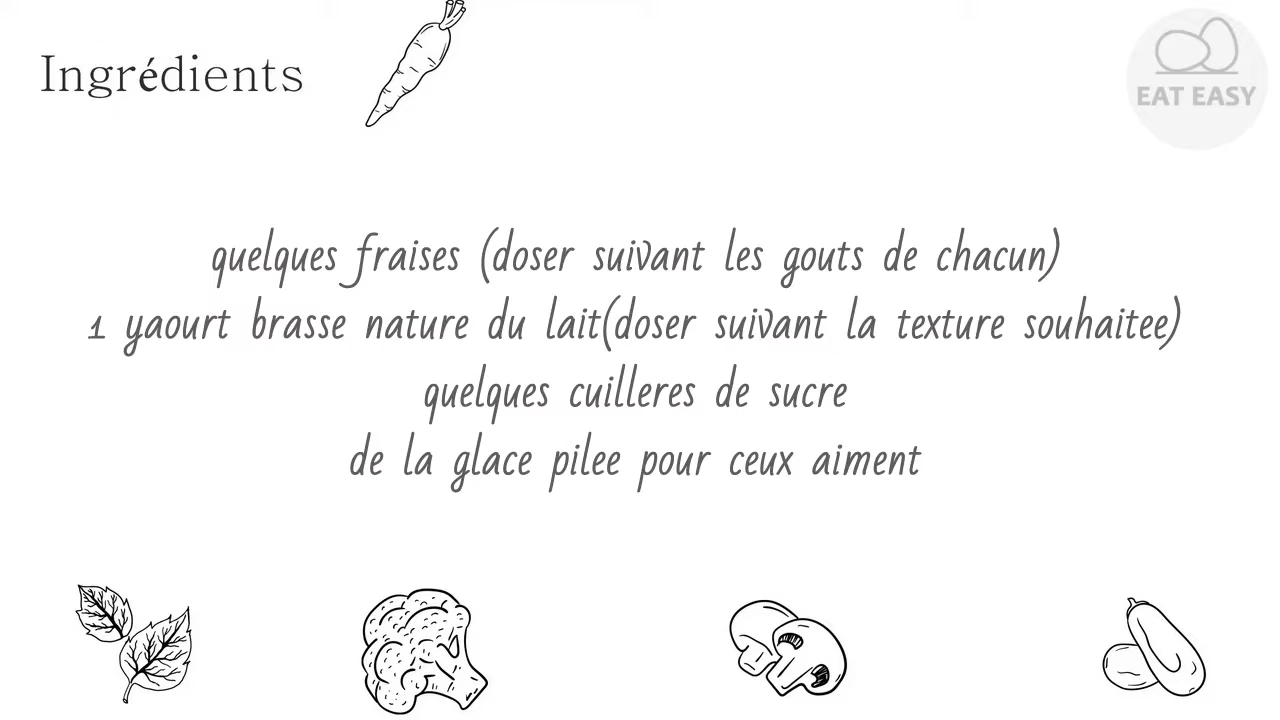 Ingrédients
EAT EASY
quelques fraises (doser suivant les gouts de chacun)
1 yaourt brasse nature du lait(doser suivant la texture souhaitee)
quelques cuilleres de sucre
de la glace pilee pour ceux aiment